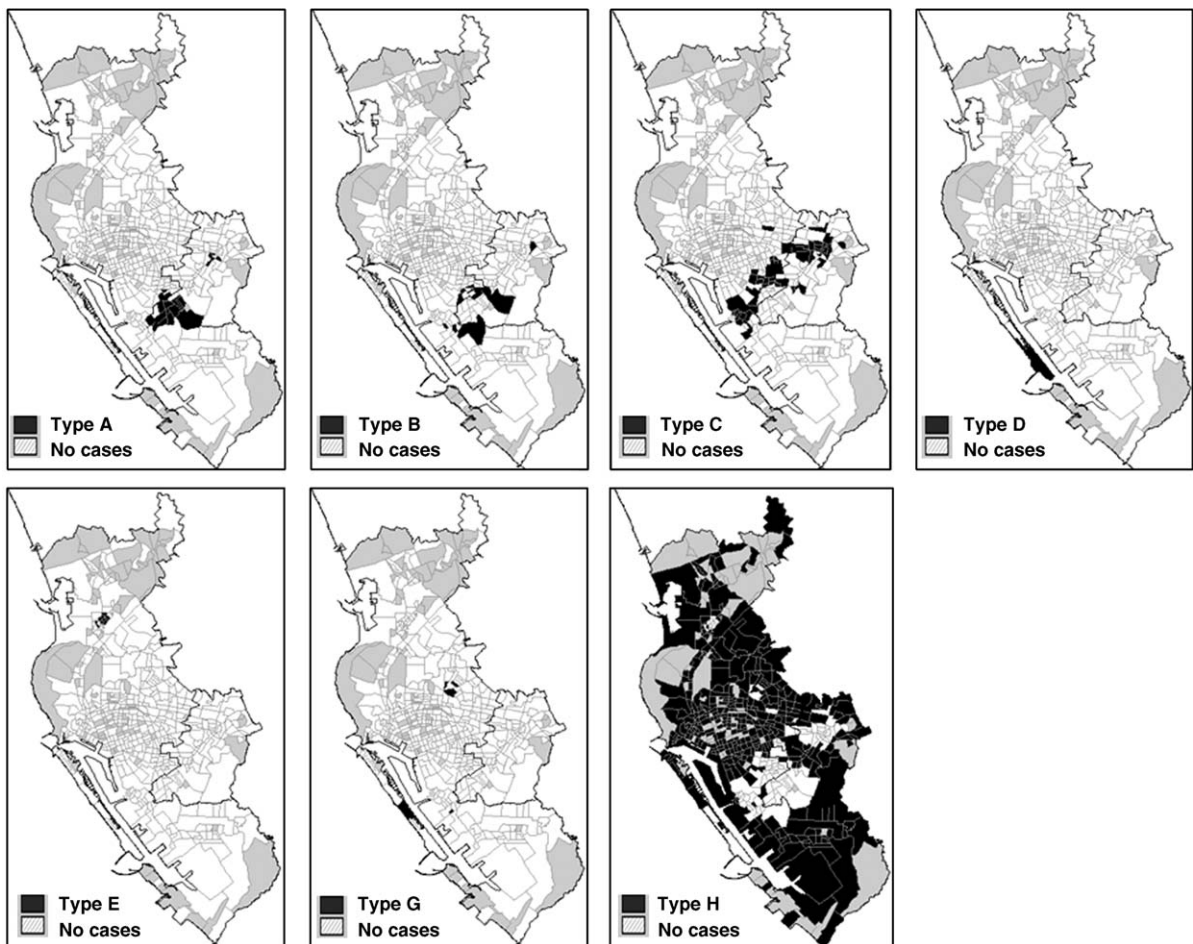 Type A
No cases
Type B
No cases
Type C
No cases
Type D
No cases
Type E
No cases
Type G
No cases
Type H
No cases